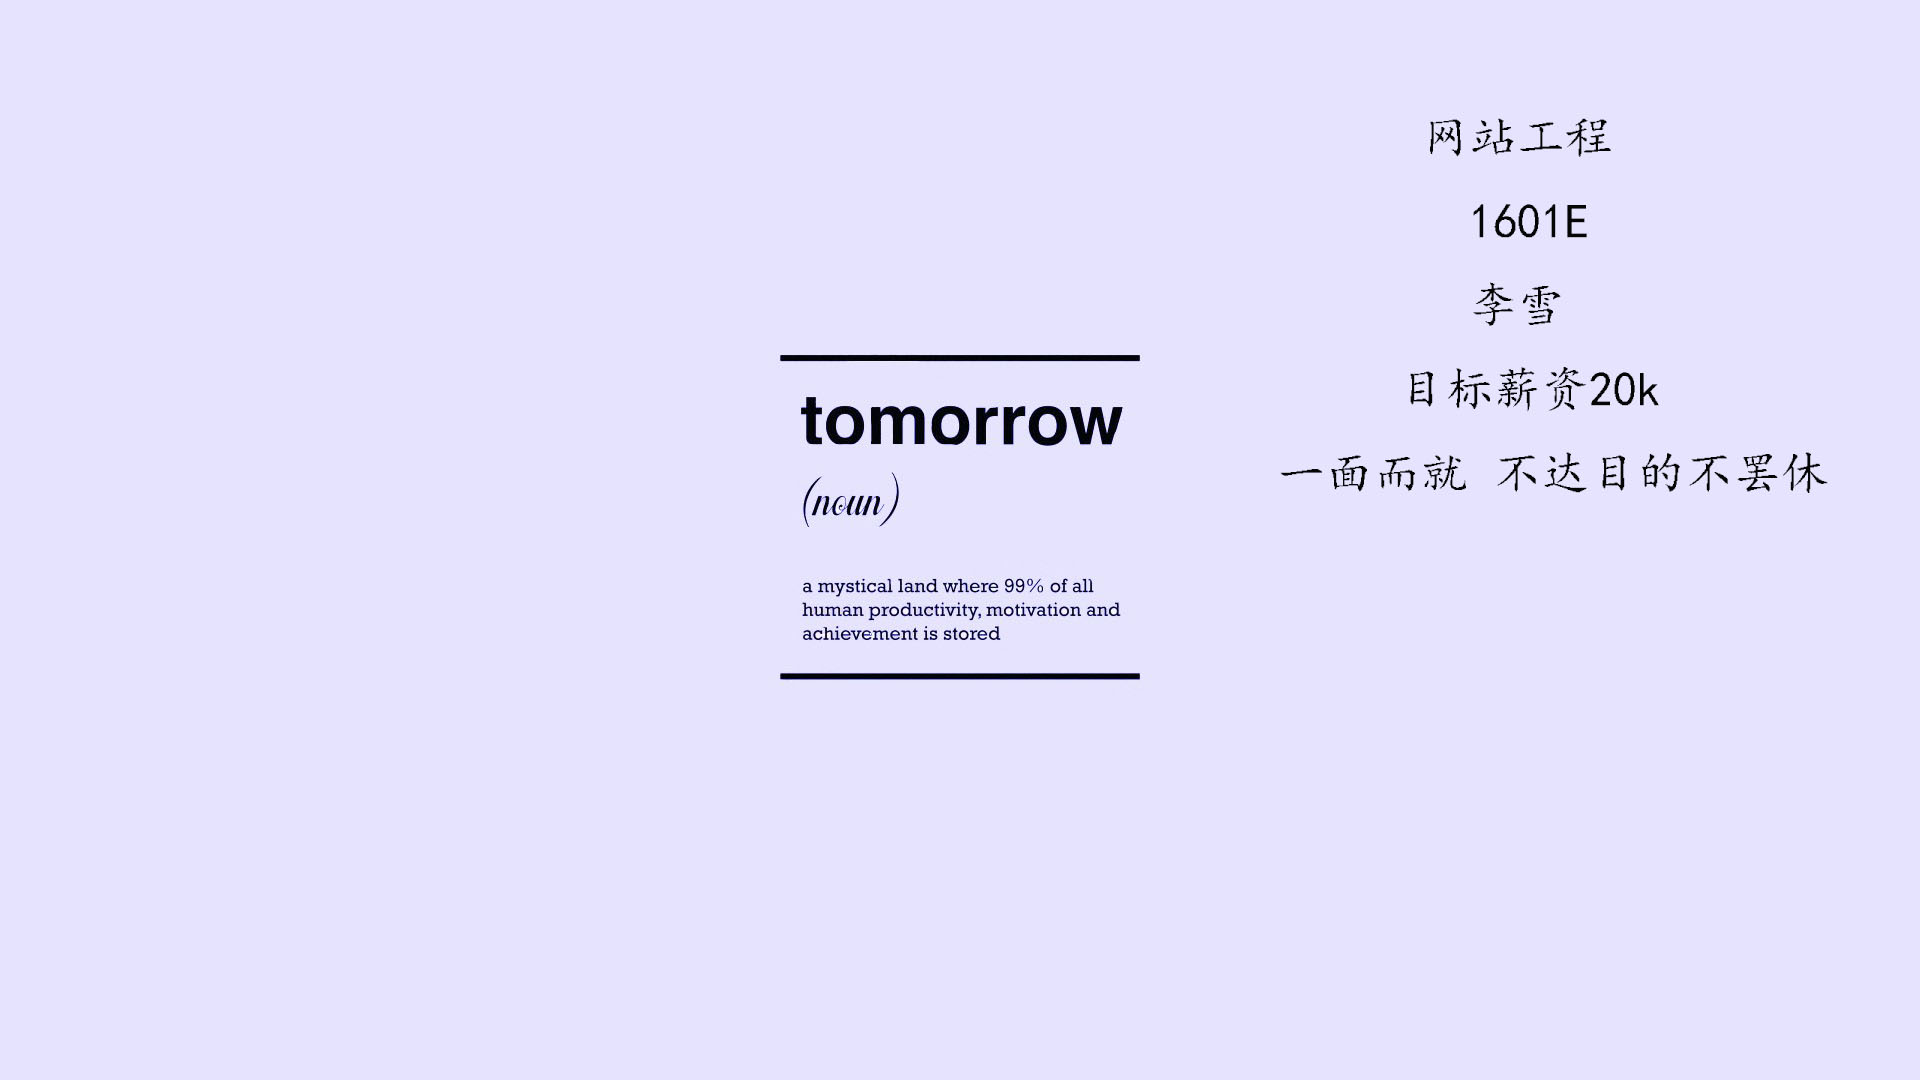 网站工程
1601E
李雪
目标薪资20k
一面而就 不达目的不罢休
tomorrow
(noun)
a mystical land where 99% of all
human productivity, motivation and
achievement is stored